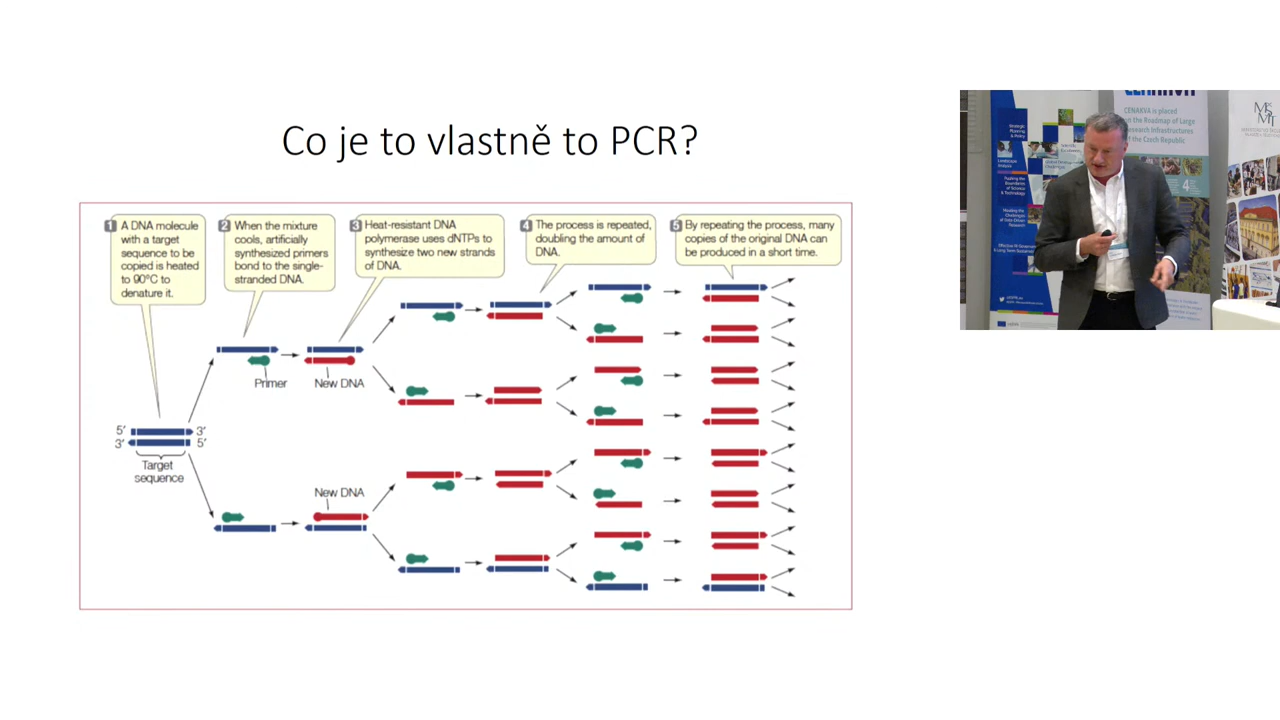 Co je to vlastně to PCR?
1 A DNA molecule
with a target
sequence to be
copied is heated
to 90°C to
denature it.
2 When the mixture
cools, artificially
synthesized primers
bond to the single-
stranded DNA.
3 Heat-resistant DNA
polymerase uses dNTPs to
synthesize two new strands
of DNA.
4 The process is repeated,
doubling the amount of
DNA.
5 By repeating the process, many
copies of the original DNA can
be produced in a short time.
Primer
New DNA
5′ 3′
3′ 5′
Target
sequence
New DNA
CENAKVA is placed
on the Roadmap of Large
Research Infrastructures
of the Czech Republic
Strategic
Planning
& Policy